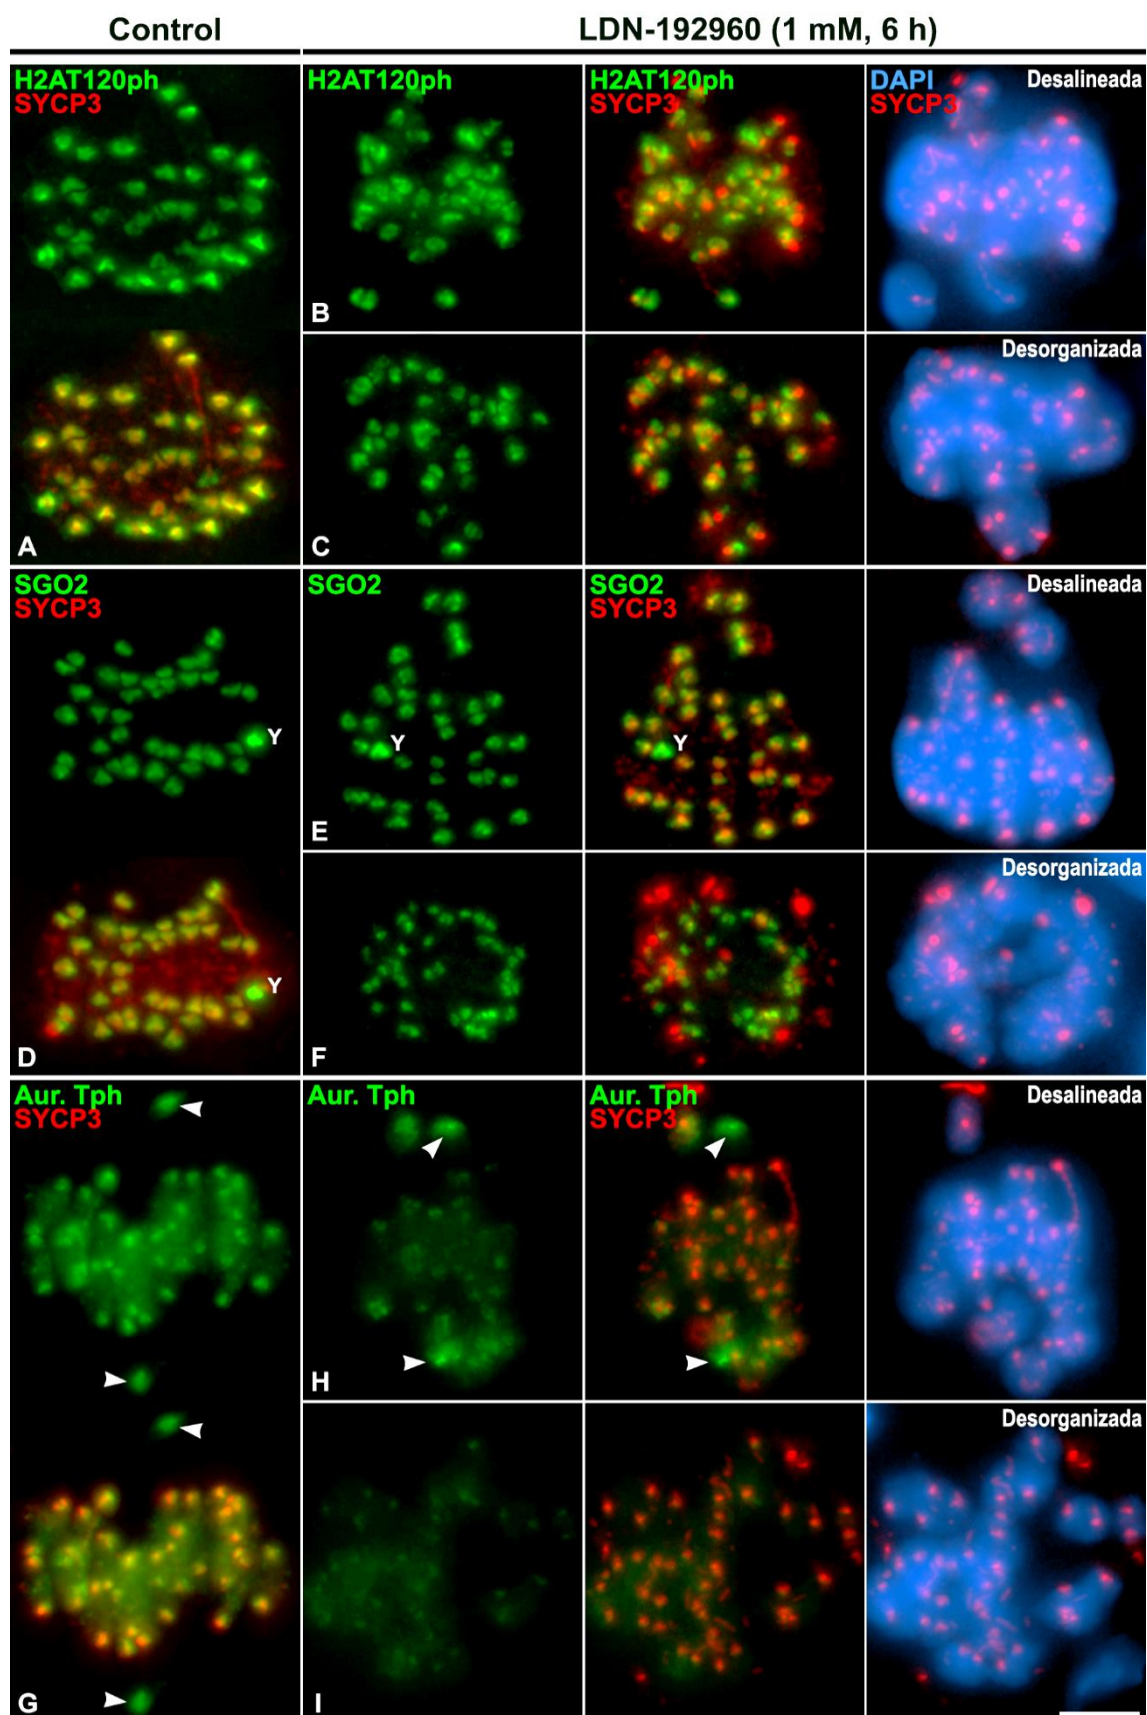 Control
LDN-192960 (1 mM, 6 h)
H2AT120ph
SYCP3
H2AT120ph
H2AT120ph
SYCP3
DAPI
SYCP3
Desalineada
B
Desorganizada
A
C
SGO2
SYCP3
SGO2
SGO2
SYCP3
Desalineada
Y
Y
Y
E
Desorganizada
Y
D
F
Aur. Tph
SYCP3
Aur. Tph
Aur. Tph
SYCP3
Desalineada
H
Desorganizada
G
I